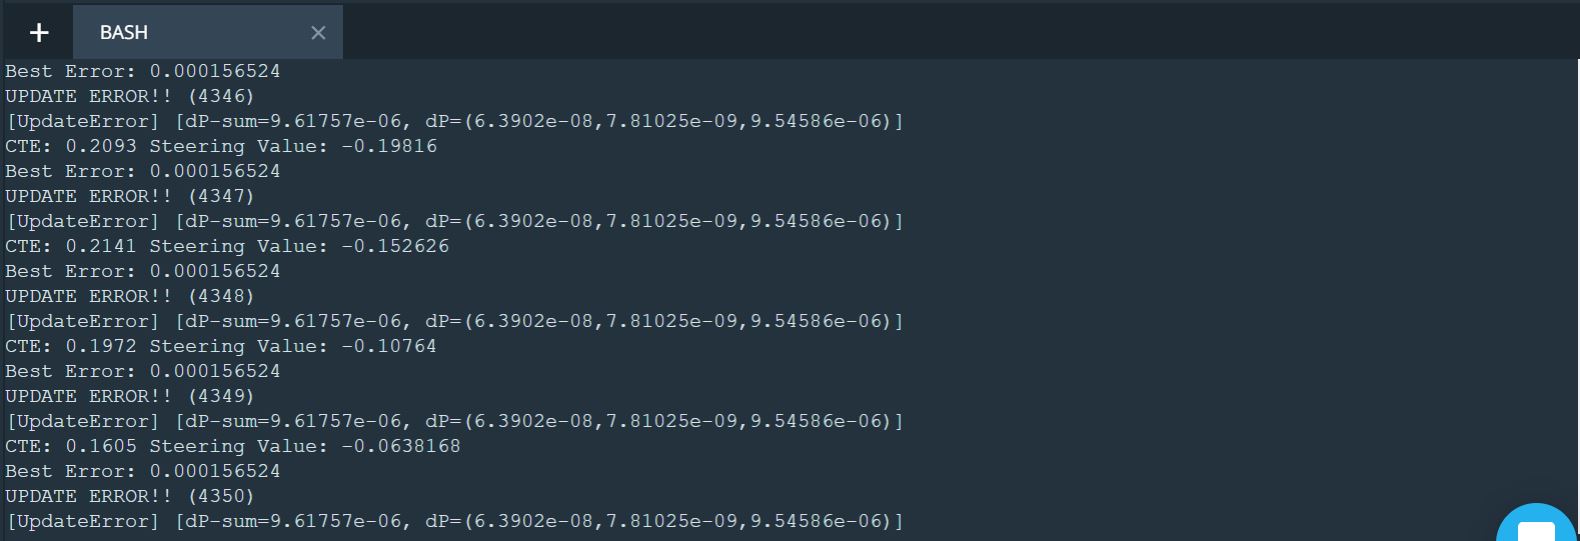 + BASH ×
Best Error: 0.000156524
UPDATE ERROR!! (4346)
[UpdateError] [dP-sum=9.61757e-06, dP=(6.3902e-08,7.81025e-09,9.54586e-06)]
CTE: 0.2093 Steering Value: -0.19816
Best Error: 0.000156524
UPDATE ERROR!! (4347)
[UpdateError] [dP-sum=9.61757e-06, dP=(6.3902e-08,7.81025e-09,9.54586e-06)]
CTE: 0.2141 Steering Value: -0.152626
Best Error: 0.000156524
UPDATE ERROR!! (4348)
[UpdateError] [dP-sum=9.61757e-06, dP=(6.3902e-08,7.81025e-09,9.54586e-06)]
CTE: 0.1972 Steering Value: -0.10764
Best Error: 0.000156524
UPDATE ERROR!! (4349)
[UpdateError] [dP-sum=9.61757e-06, dP=(6.3902e-08,7.81025e-09,9.54586e-06)]
CTE: 0.1605 Steering Value: -0.0638168
Best Error: 0.000156524
UPDATE ERROR!! (4350)
[UpdateError] [dP-sum=9.61757e-06, dP=(6.3902e-08,7.81025e-09,9.54586e-06)]